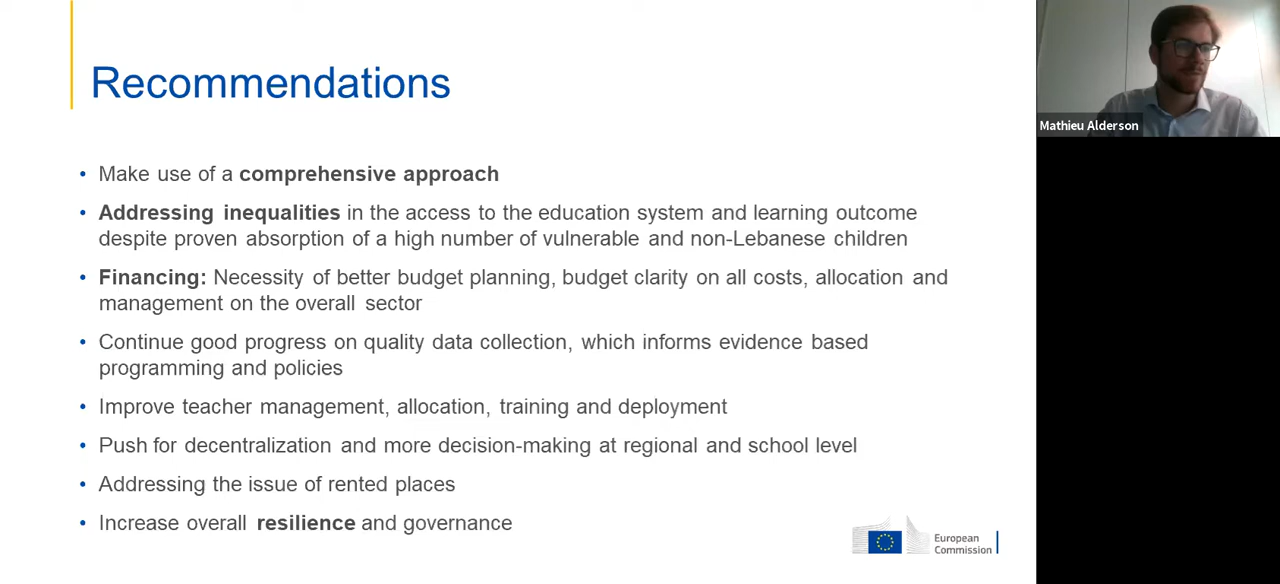 Recommendations
• Make use of a comprehensive approach
• Addressing inequalities in the access to the education system and learning outcome
despite proven absorption of a high number of vulnerable and non-Lebanese children
• Financing: Necessity of better budget planning, budget clarity on all costs, allocation and
management on the overall sector
• Continue good progress on quality data collection, which informs evidence based
programming and policies
• Improve teacher management, allocation, training and deployment
• Push for decentralization and more decision-making at regional and school level
• Addressing the issue of rented places
• Increase overall resilience and governance
European
Commission
Mathieu Alderson